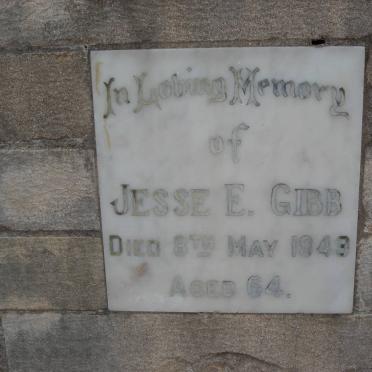 In Loving Memory
of
JESSE E. GIBB
DIED 8TH MAY 1949
AGED 64.